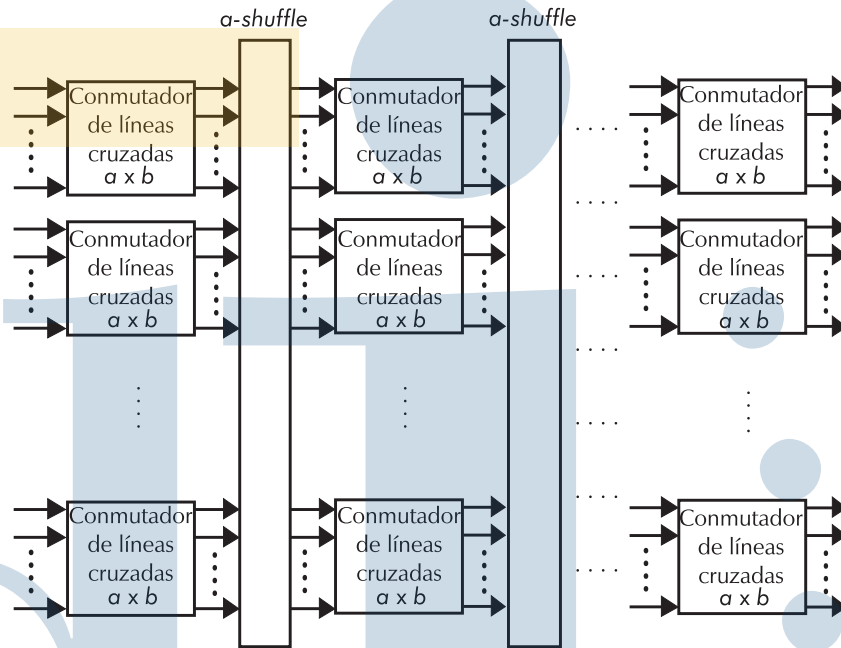 a-shuffle
a-shuffle
Conmutador
de líneas
cruzadas
a x b
Conmutador
de líneas
cruzadas
a x b
Conmutador
de líneas
cruzadas
a x b
Conmutador
de líneas
cruzadas
a x b
Conmutador
de líneas
cruzadas
a x b
Conmutador
de líneas
cruzadas
a x b
Conmutador
de líneas
cruzadas
a x b
Conmutador
de líneas
cruzadas
a x b
Conmutador
de líneas
cruzadas
a x b